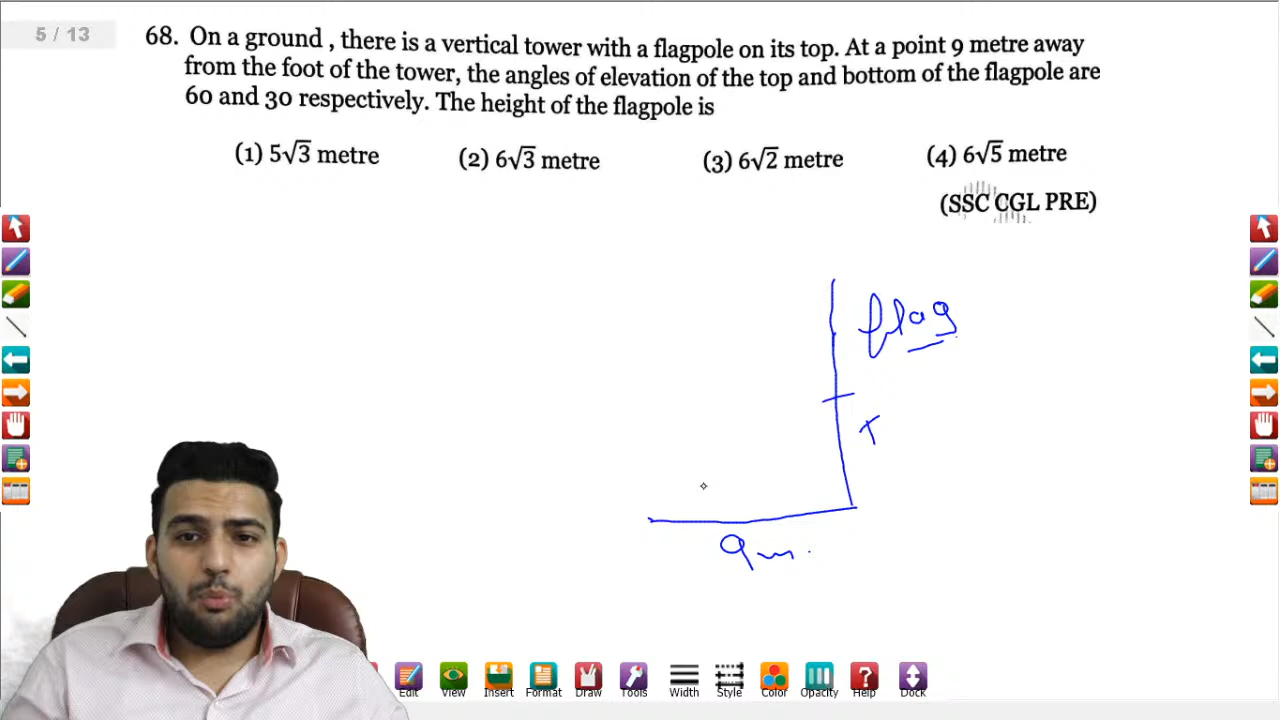 5 / 13
68. On a ground , there is a vertical tower with a flagpole on its top. At a point 9 metre away
from the foot of the tower, the angles of elevation of the top and bottom of the flagpole are
60 and 30 respectively. The height of the flagpole is
(1) 5√3 metre (2) 6√3 metre (3) 6√2 metre (4) 6√5 metre
(SSC CGL PRE)
flag
T
9m.
Edit View Insert Format Draw Tools Width Style Color Opacity Help Dock